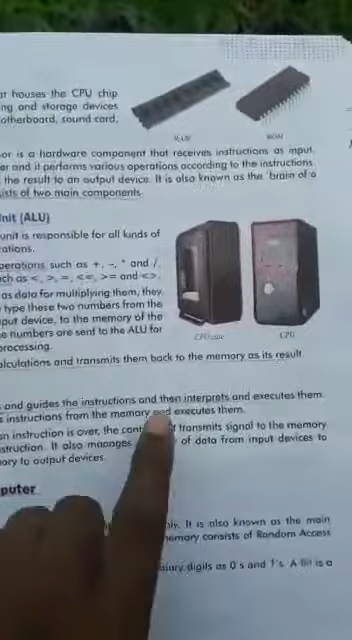 at houses the CPU chip
ng and storage devices
otherboard, sound card,
RAM
ROM
or is a hardware component that receives instructions as input,
er and it performs various operations according to the instructions
the result to an output device. It is also known as the 'brain of a
sists of two main components.
Unit (ALU)
unit is responsible for all kinds of
rations.
perations such as +, -, * and /,
ch as <, >, =, <=, >= and <>.
as data for multiplying them, they
type these two numbers from the
put device, to the memory of the
e numbers are sent to the ALU for
processing.
CPU case
CPU
alculations and transmits them back to the memory as its result.
and guides the instructions and then interprets and executes them.
s instructions from the memory and executes them.
n instruction is over, the cont transmits signal to the memory
struction. It also manages of data from input devices to
ory to output devices.
puter
nly. It is also known as the main
memory consists of Random Access
inary digits as 0's and 1's. A Bit is a